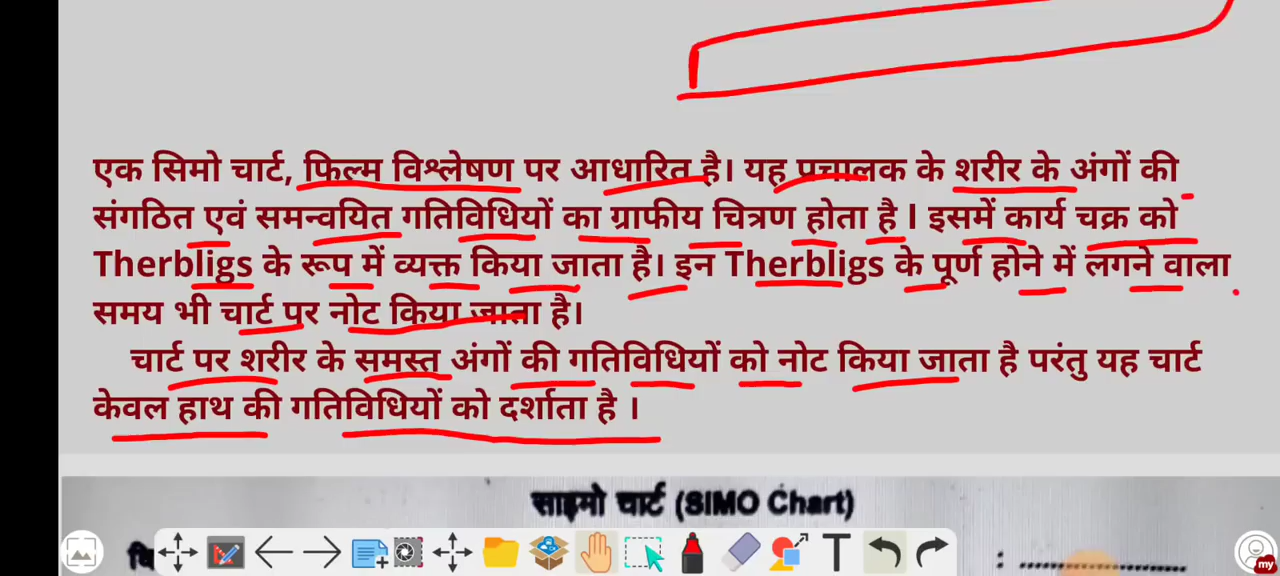 एक सिमो चार्ट, फिल्म विश्लेषण पर आधारित है। यह प्रचालक के शरीर के अंगों की
संगठित एवं समन्वयित गतिविधियों का ग्राफीय चित्रण होता है । इसमें कार्य चक्र को
Therbligs के रूप में व्यक्त किया जाता है। इन Therbligs के पूर्ण होने में लगने वाला
समय भी चार्ट पर नोट किया जाता है।
चार्ट पर शरीर के समस्त अंगों की गतिविधियों को नोट किया जाता है परंतु यह चार्ट
केवल हाथ की गतिविधियों को दर्शाता है ।
साइमो चार्ट (SIMO Chart)
T
my